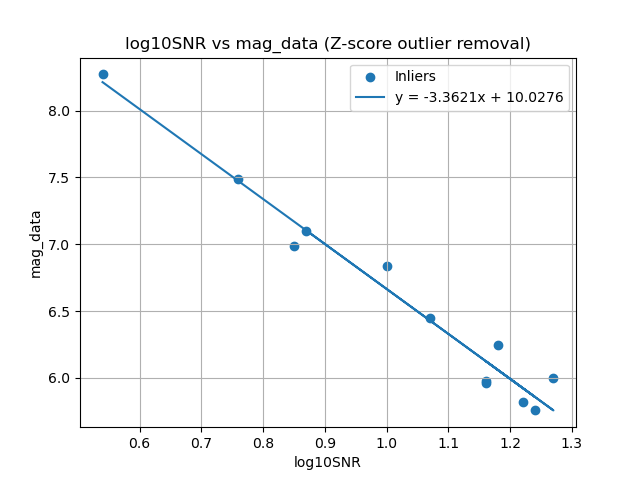 log10SNR vs mag_data (Z-score outlier removal)
Inliers
y = -3.3621x + 10.0276
8.0
7.5
7.0
6.5
6.0
mag_data
0.6 0.7 0.8 0.9 1.0 1.1 1.2 1.3
log10SNR